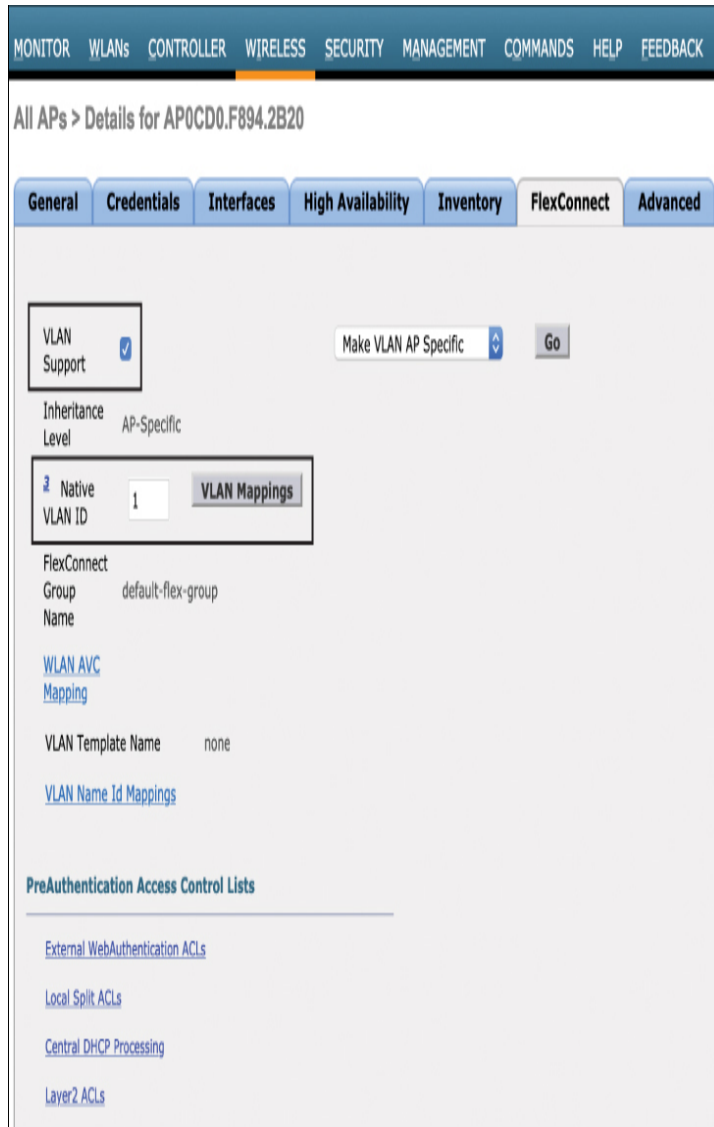 MONITOR WLANs CONTROLLER WIRELESS SECURITY MANAGEMENT COMMANDS HELP FEEDBACK
All APs > Details for AP0CD0.F894.2B20
General Credentials Interfaces High Availability Inventory FlexConnect Advanced
VLAN
Support
Make VLAN AP Specific Go
Inheritance
Level
AP-Specific
2 Native
VLAN ID
1 VLAN Mappings
FlexConnect
Group
Name
default-flex-group
WLAN AVC
Mapping
VLAN Template Name none
VLAN Name Id Mappings
PreAuthentication Access Control Lists
External WebAuthentication ACLs
Local Split ACLs
Central DHCP Processing
Layer2 ACLs